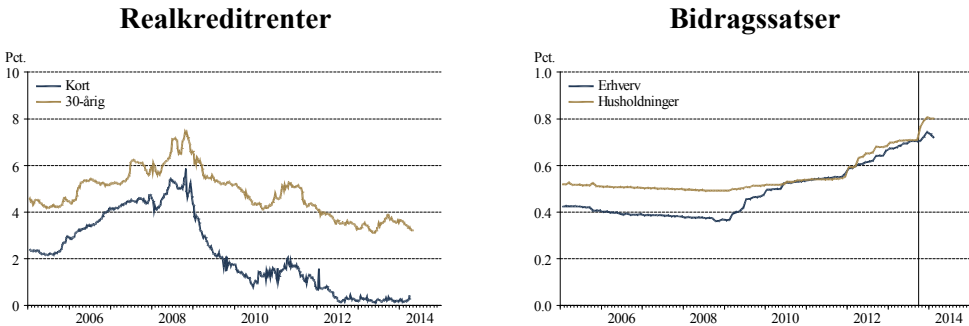 Realkreditrenter
Pct.
10
8
6
4
2
0
Kort
30-årig
2006 2008 2010 2012 2014
Bidragssatser
Pct.
1.0
0.8
0.6
0.4
0.2
0.0
Erhverv
Husholdninger
2006 2008 2010 2012 2014